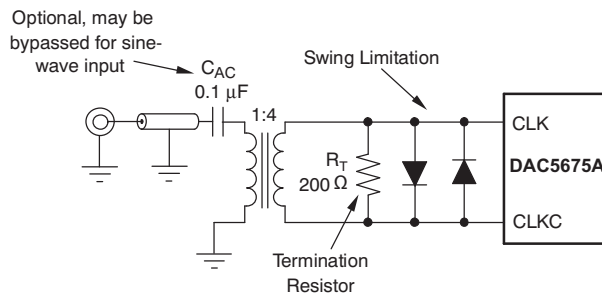 Optional, may be
bypassed for sine-
wave input
Swing Limitation
CAC
0.1 μF
1:4
CLK
RT
200 Ω
DAC5675A
CLKC
Termination
Resistor